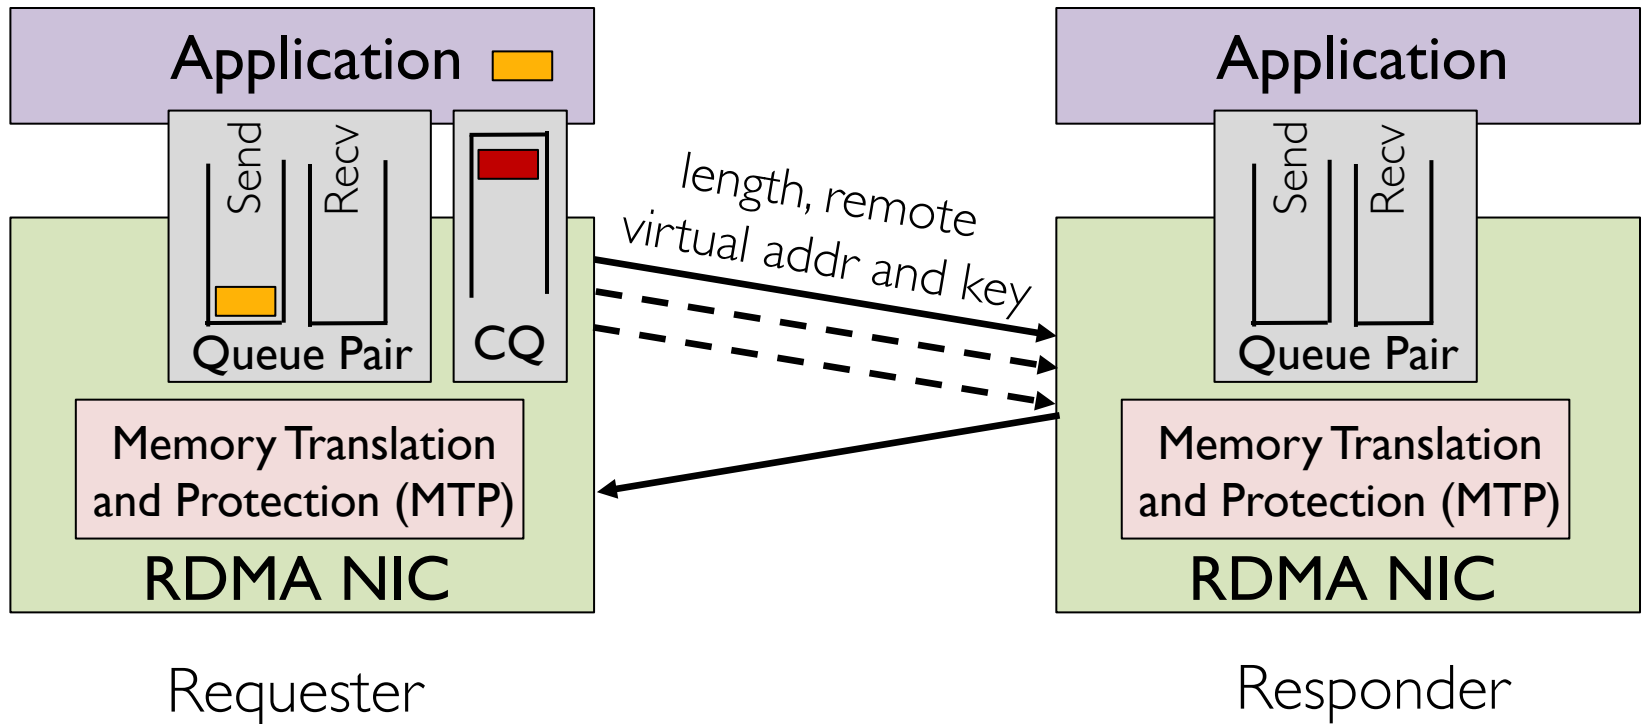 Application
Send
Recv
Queue Pair
CQ
Memory Translation
and Protection (MTP)
RDMA NIC
Requester
length, remote
virtual addr and key
Application
Send
Recv
Queue Pair
Memory Translation
and Protection (MTP)
RDMA NIC
Responder